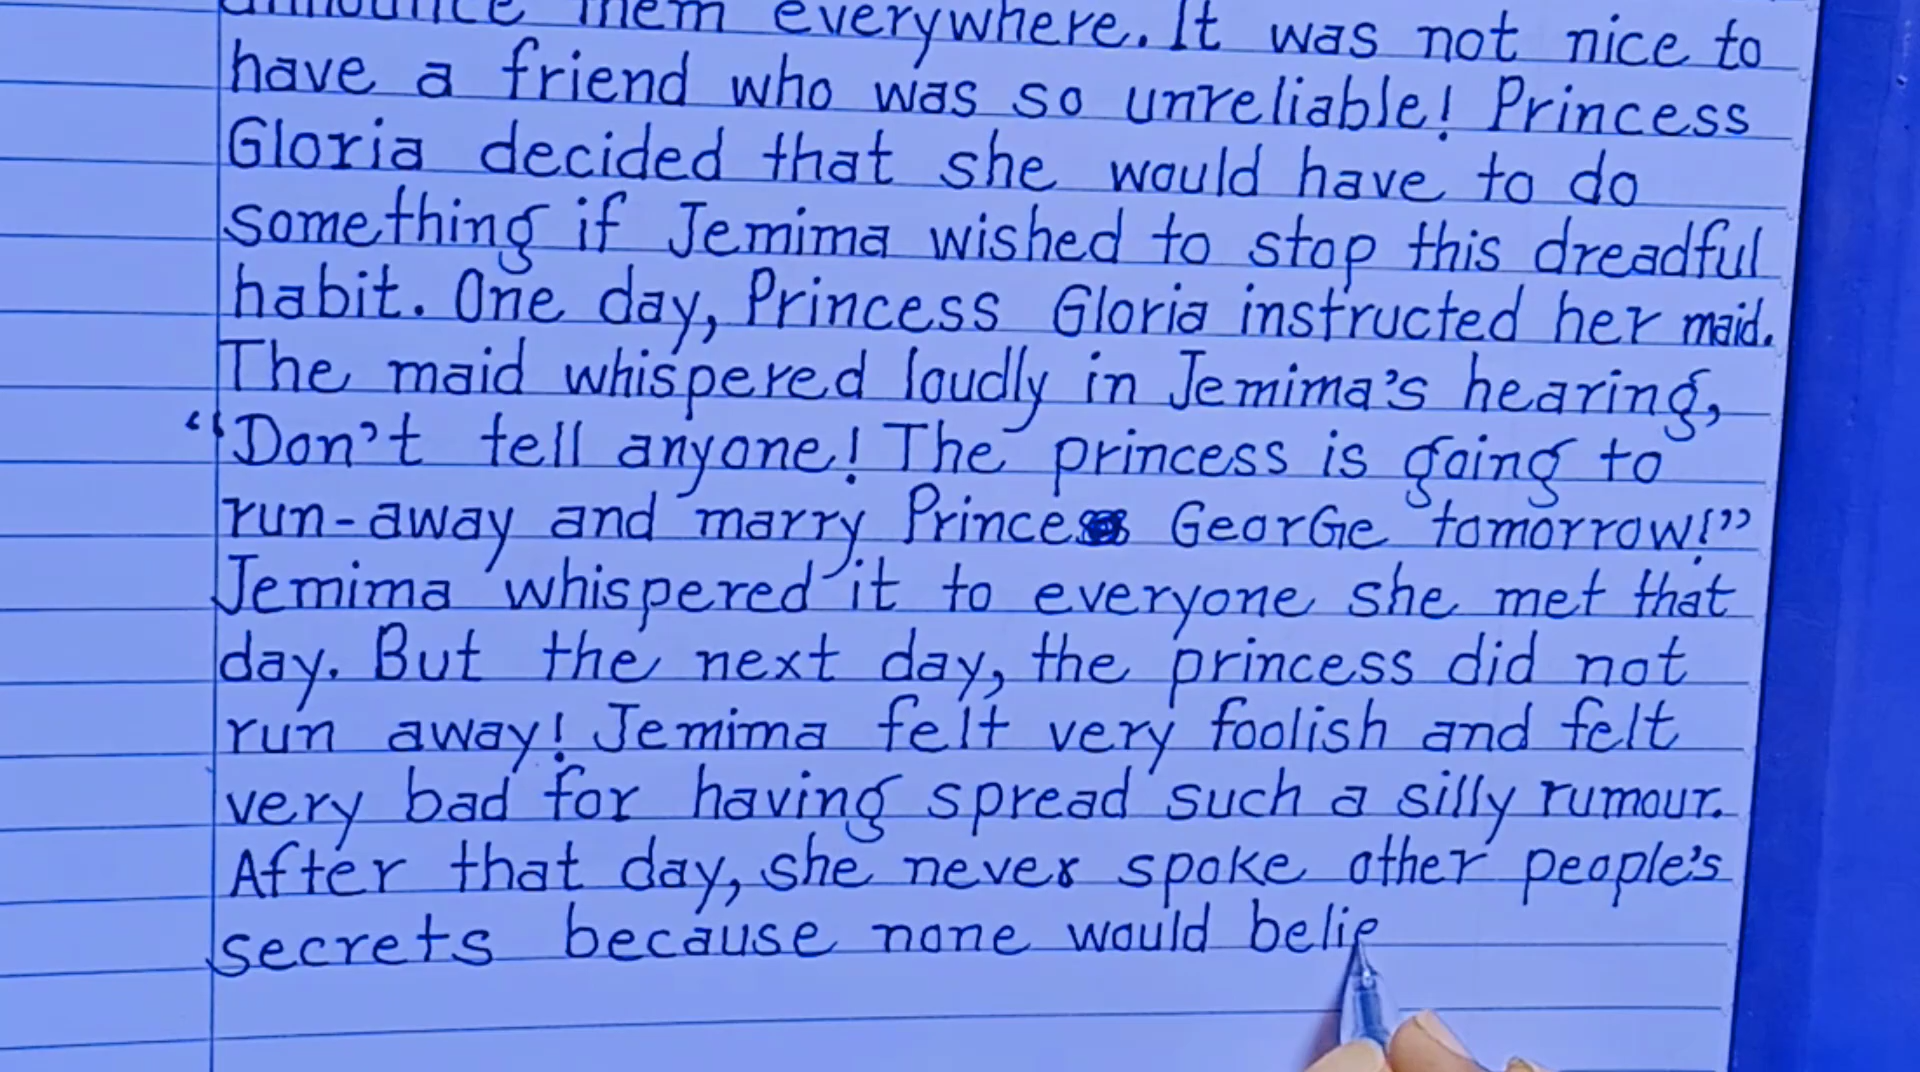 announce them everywhere. It was not nice to
have a friend who was so unreliable! Princess
Gloria decided that she would have to do
something if Jemima wished to stop this dreadful
habit. One day, Princess Gloria instructed her maid.
The maid whispered loudly in Jemima's hearing,
"Don't tell anyone! The princess is going to
run-away and marry Prince GeorGe tomorrow!"
Jemima whispered it to everyone she met that
day. But the next day, the princess did not
run away! Jemima felt very foolish and felt
very bad for having spread such a silly rumour.
After that day, she never spoke other people's
secrets because none would belie